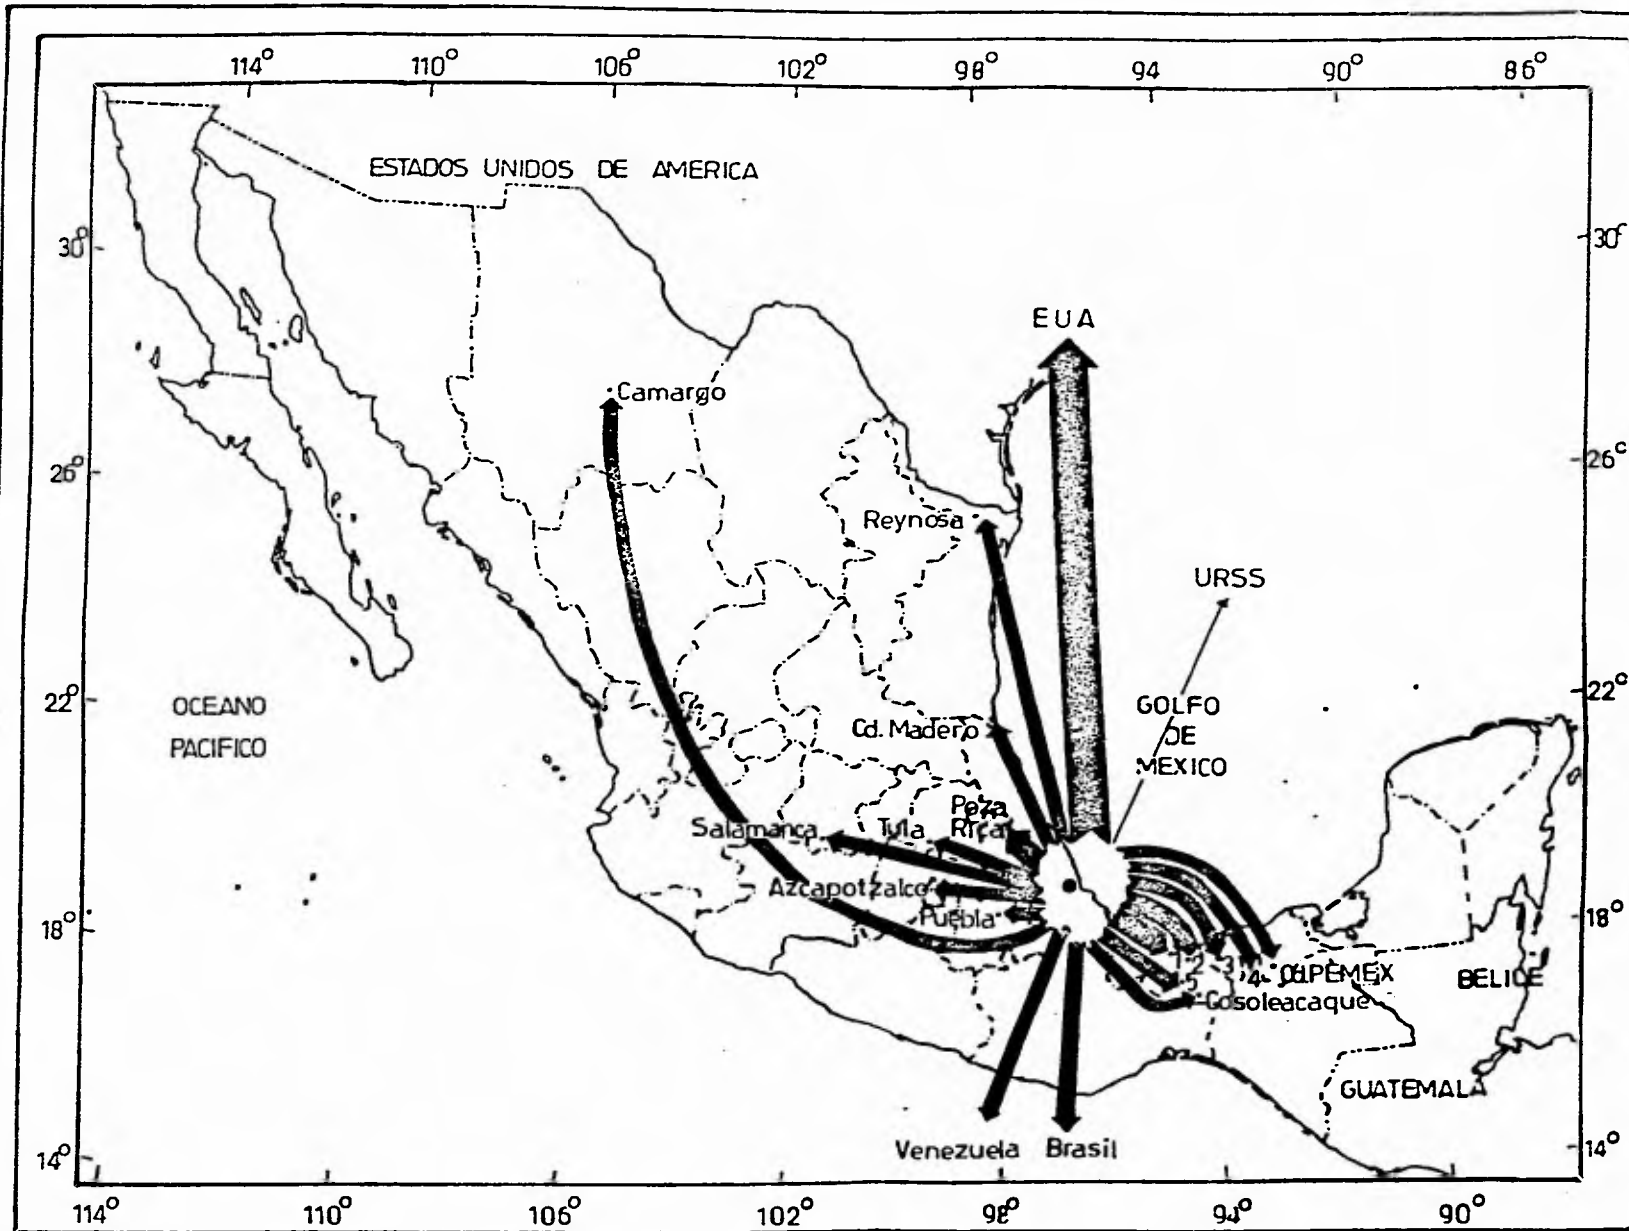 114° 110° 106° 102° 98° 94° 90° 86°
ESTADOS UNIDOS DE AMERICA
30° 30°
EUA
Camargo
26° 26°
Reynosa
URSS
22° 22°
OCEANO
PACIFICO
GOLFO
DE
MEXICO
Cd. Madero
Poza
Rica
Salamanca Tula
Azcapotzalco
Puebla
18° 18°
PEMEX
Cosoleacaque
BELICE
GUATEMALA
Venezuela Brasil
14° 14°
114° 110° 106° 102° 98° 94° 90°